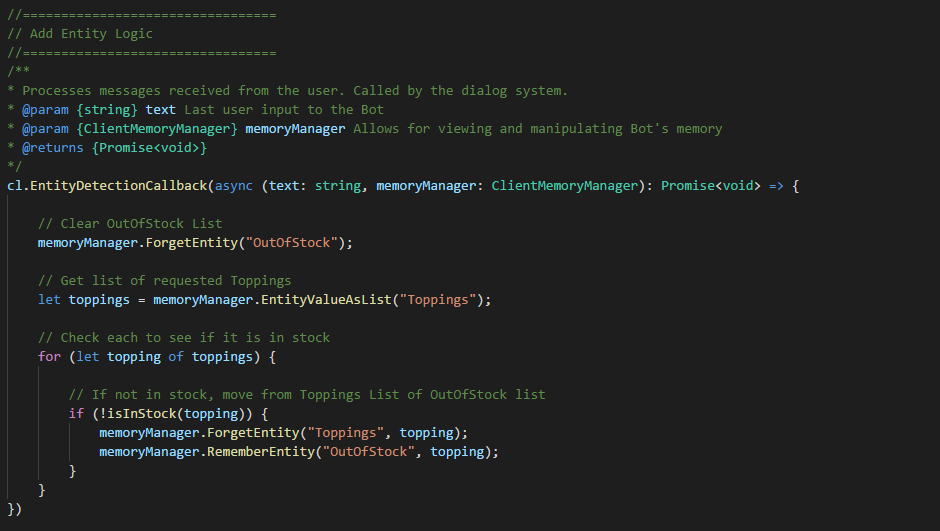 //=================================
// Add Entity Logic
//=================================
/**
* Processes messages received from the user. Called by the dialog system.
* @param {string} text Last user input to the Bot
* @param {ClientMemoryManager} memoryManager Allows for viewing and manipulating Bot's memory
* @returns {Promise<void>}
*/
cl.EntityDetectionCallback(async (text: string, memoryManager: ClientMemoryManager): Promise<void> => {
    // Clear OutOfStock List
    memoryManager.ForgetEntity("OutOfStock");
    // Get list of requested Toppings
    let toppings = memoryManager.EntityValueAsList("Toppings");
    // Check each to see if it is in stock
    for (let topping of toppings) {
        // If not in stock, move from Toppings List of OutOfStock list
        if (!isInStock(topping)) {
            memoryManager.ForgetEntity("Toppings", topping);
            memoryManager.RememberEntity("OutOfStock", topping);
        }
    }
})